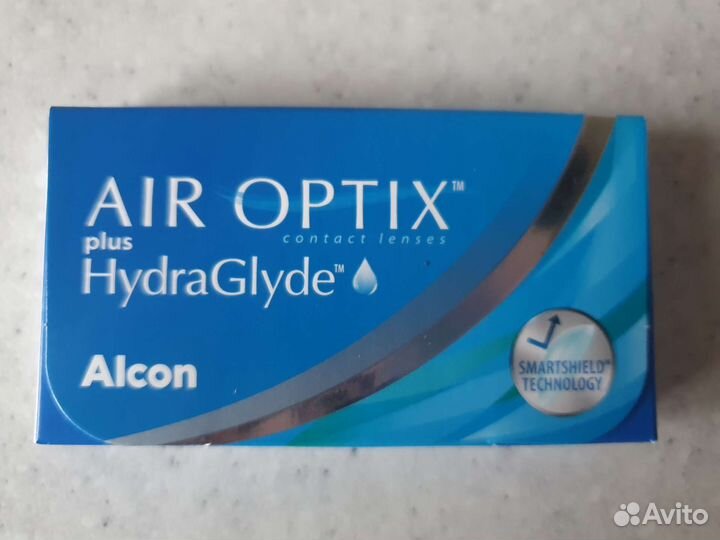 AIR OPTIX™
contact lenses
plus
HydraGlyde™
Alcon
SMARTSHIELD™
TECHNOLOGY
Avito